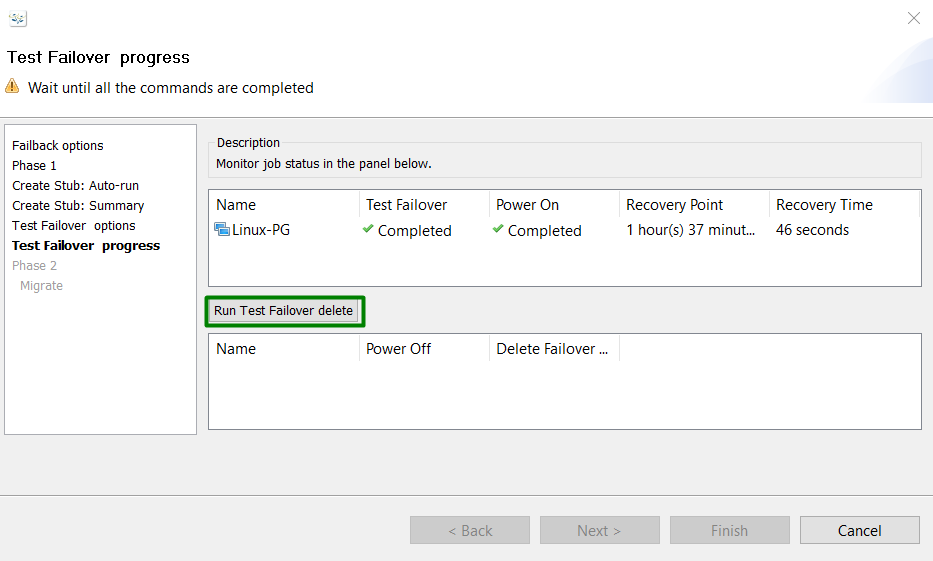 Test Failover  progress
Wait until all the commands are completed
Failback options
Phase 1
Create Stub: Auto-run
Create Stub: Summary
Test Failover  options
Test Failover  progress
Phase 2
Migrate
Description
Monitor job status in the panel below.
Name Test Failover Power On Recovery Point Recovery Time
Linux-PG Completed Completed 1 hour(s) 37 minut... 46 seconds
Run Test Failover delete
Name Power Off Delete Failover ...
< Back Next > Finish Cancel